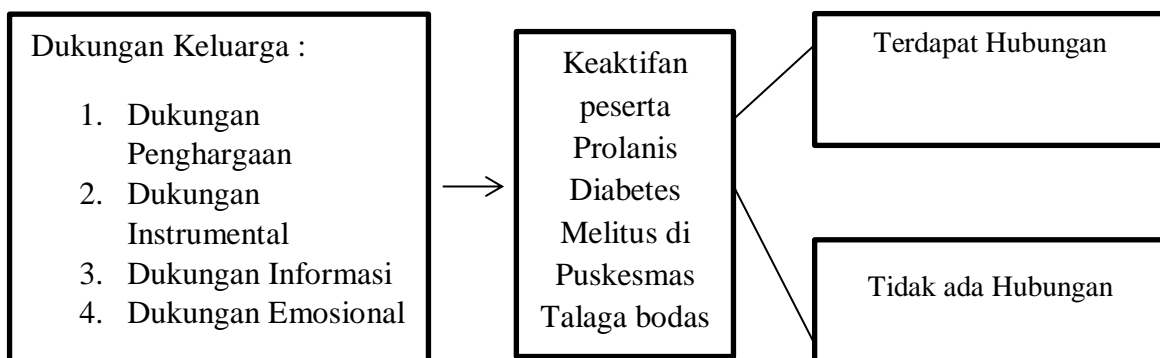 Dukungan Keluarga :
1. Dukungan
Penghargaan
2. Dukungan
Instrumental
3. Dukungan Informasi
4. Dukungan Emosional
Keaktifan
peserta
Prolanis
Diabetes
Melitus di
Puskesmas
Talaga bodas
Terdapat Hubungan
Tidak ada Hubungan